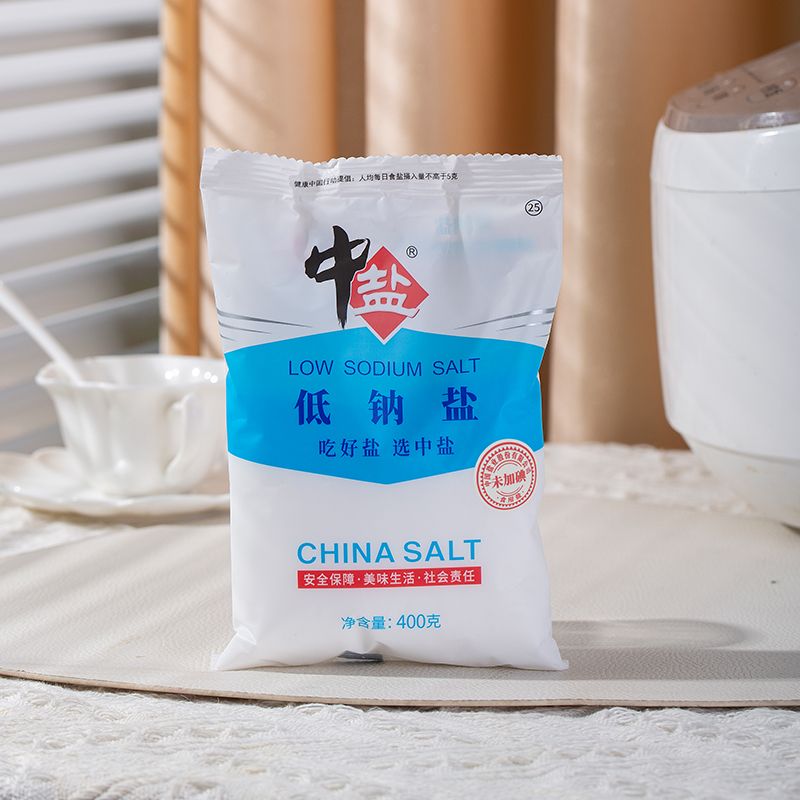 健康中国行动提倡：人均每日食盐摄入量不高于5克
25
中盐®
LOW SODIUM SALT
低钠盐
吃好盐 选中盐
未加碘
食用盐
CHINA SALT
安全保障·美味生活·社会责任
净含量：400克